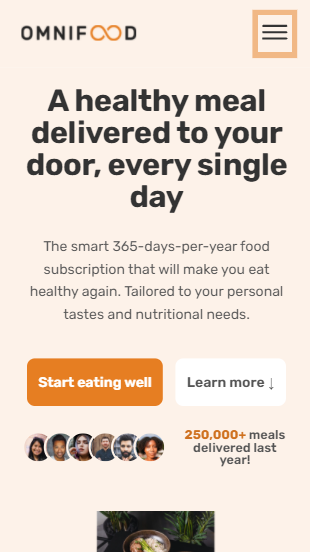 OMNIFOOD
A healthy meal
delivered to your
door, every single
day
The smart 365-days-per-year food
subscription that will make you eat
healthy again. Tailored to your personal
tastes and nutritional needs.
Start eating well
Learn more ↓
250,000+ meals
delivered last
year!